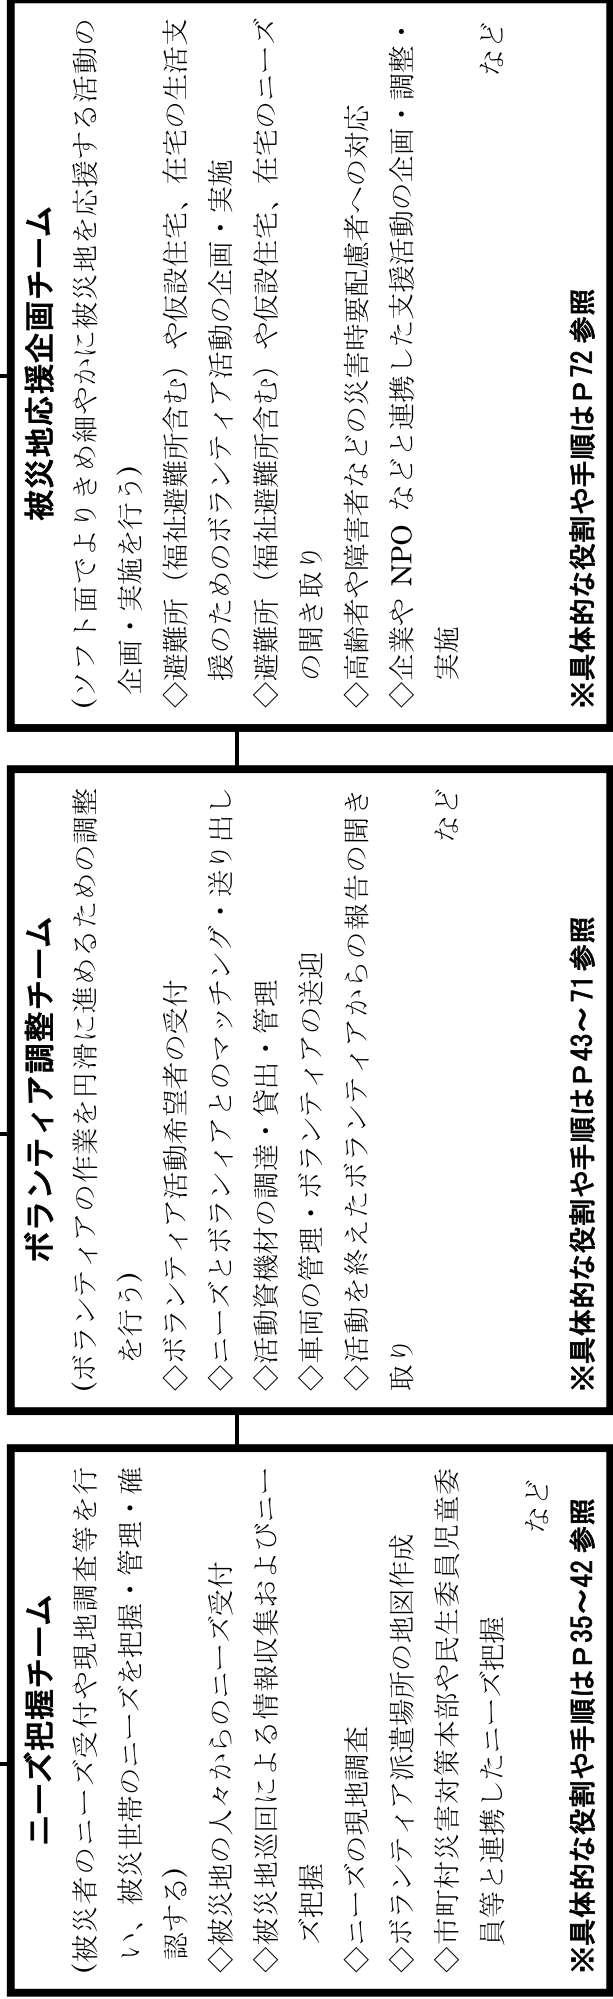 ニーズ把握チーム
(被災者のニーズ受付や現地調査等を行
い、被災世帯のニーズを把握・管理・確
認する)
◇被災地の人々からのニーズ受付
◇被災地巡回による情報収集およびニー
ズ把握
◇ニーズの現地調査
◇ボランティア派遣場所の地図作成
◇市町村災害対策本部や民生委員児童委
員等と連携したニーズ把握
など
※具体的な役割や手順はP35～42参照
ボランティア調整チーム
(ボランティアの作業を円滑に進めるための調整
を行う)
◇ボランティア活動希望者の受付
◇ニーズとボランィアとのマッチング・送り出し
◇活動資機材の調達・貸出・管理
◇車両の管理・ボランティアの送迎
◇活動を終えたボランティアからの報告の聞き
取り
など
※具体的な役割や手順はP43～71参照
被災地応援企画チーム
(ソフト面でよりきめ細やかに被災地を応援する活動の
企画・実施を行う)
◇避難所（福祉避難所含む）や仮設住宅、在宅の生活支
援のためのボランティア活動の企画・実施
◇避難所（福祉避難所含む）や仮設住宅、在宅のニーズ
の聞き取り
◇高齢者や障害者などの災害時要配慮者への対応
◇企業や NPO などと連携した支援活動の企画・調整・
実施
など
※具体的な役割や手順はP72参照